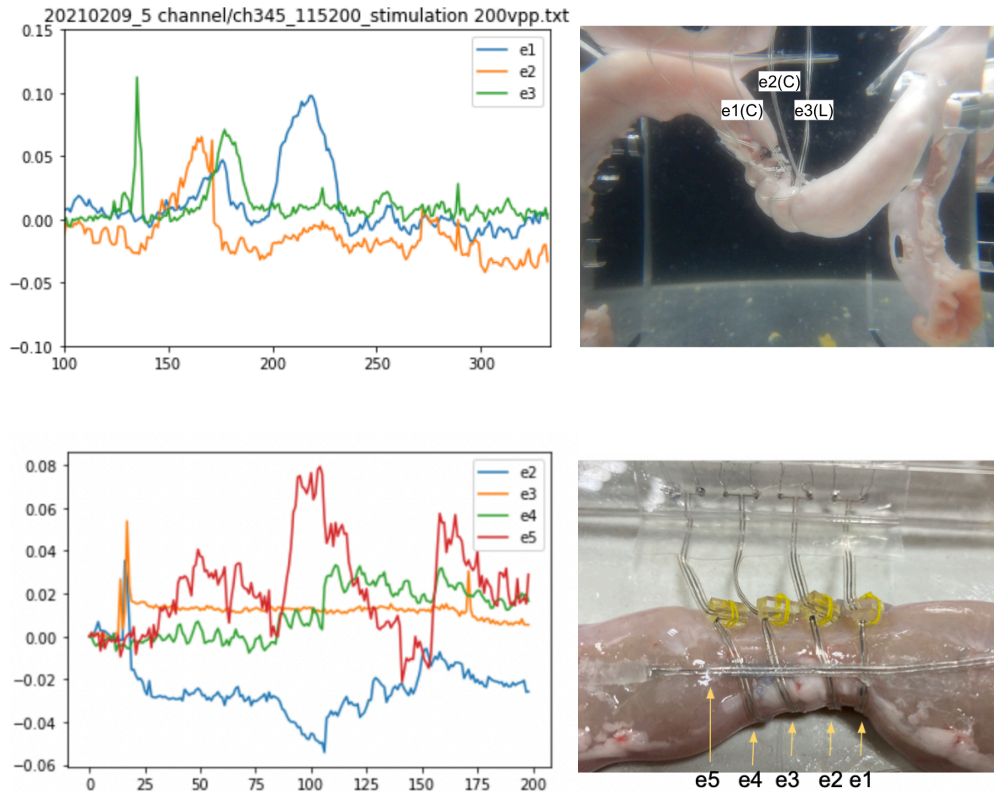 20210209_5 channel/ch345_115200_stimulation 200vpp.txt
0.15
0.10
0.05
0.00
−0.05
−0.10
100
150
200
250
300
e1
e2
e3
e2(C)
e1(C)
e3(L)
0.08
0.06
0.04
0.02
0.00
−0.02
−0.04
−0.06
0
25
50
75
100
125
150
175
200
e2
e3
e4
e5
e5 e4 e3 e2 e1